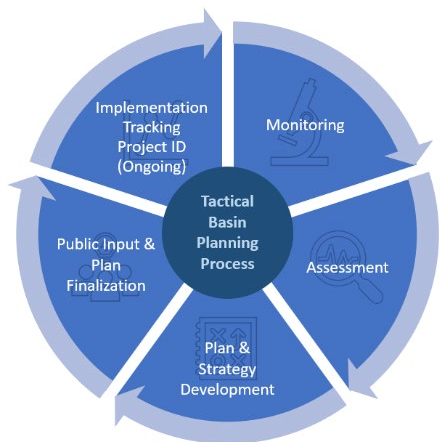 Implementation
Tracking
Project ID
(Ongoing)
Monitoring
Tactical
Basin
Planning
Process
Public Input &
Plan
Finalization
Assessment
Plan &
Strategy
Development